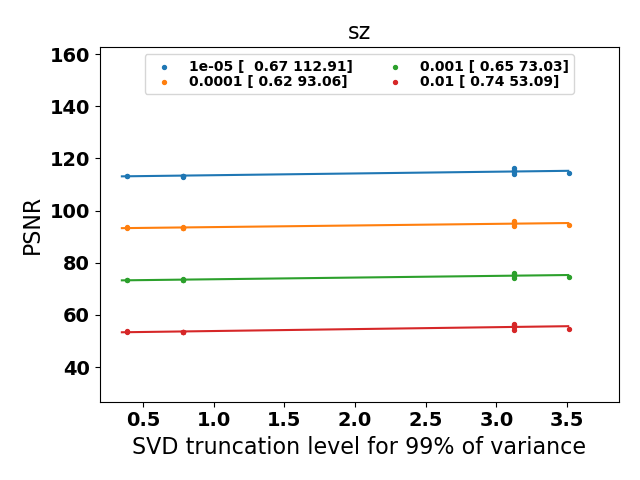 sz
1e-05 [  0.67 112.91]
0.0001 [ 0.62 93.06]
0.001 [ 0.65 73.03]
0.01 [ 0.74 53.09]
160
140
120
100
80
60
40
PSNR
0.5 1.0 1.5 2.0 2.5 3.0 3.5
SVD truncation level for 99% of variance